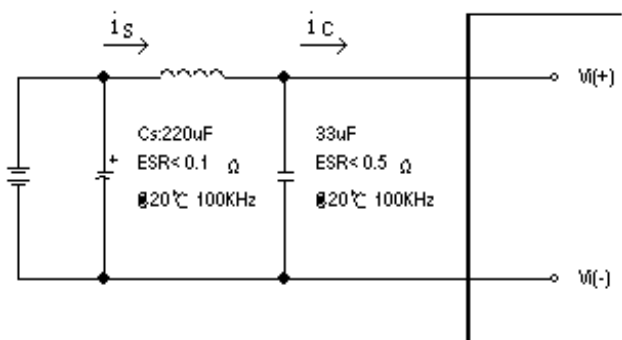 is
ic
Vi(+)
Cs:220uF
ESR< 0.1 Ω
@20℃ 100KHz
33uF
ESR< 0.5 Ω
@20℃ 100KHz
+
Vi(-)